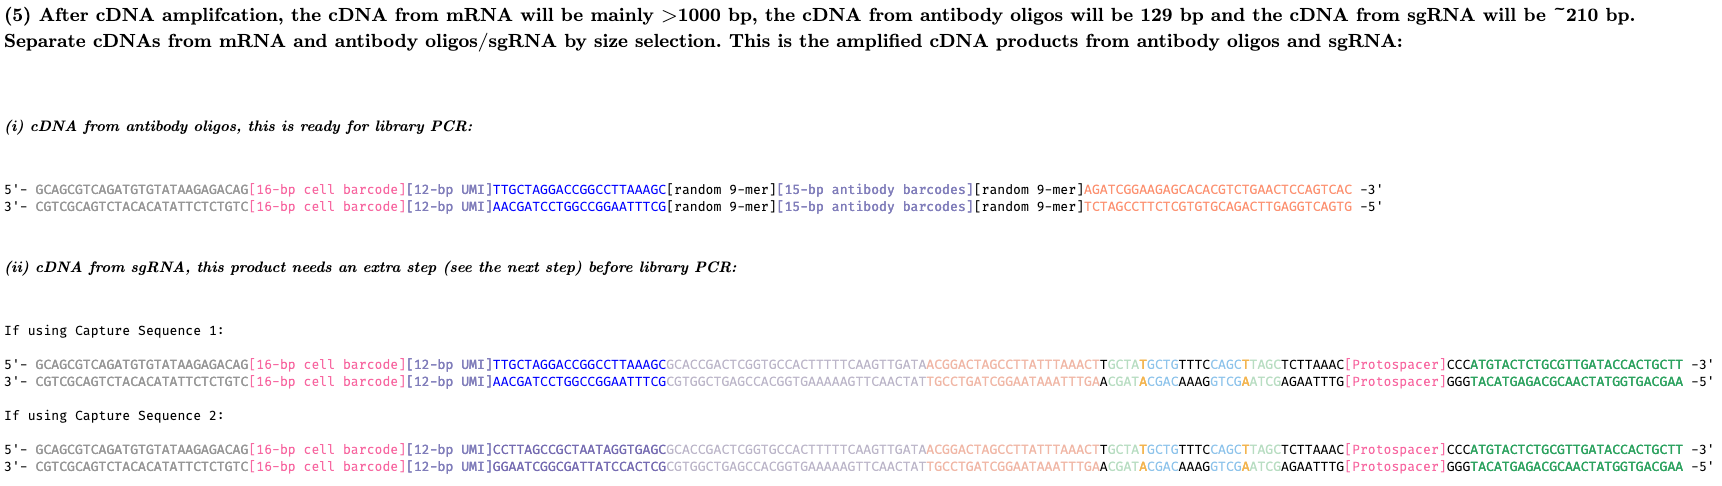 (5) After cDNA amplifcation, the cDNA from mRNA will be mainly >1000 bp, the cDNA from antibody oligos will be 129 bp and the cDNA from sgRNA will be ~210 bp.
Separate cDNAs from mRNA and antibody oligos/sgRNA by size selection. This is the amplified cDNA products from antibody oligos and sgRNA:
(i) cDNA from antibody oligos, this is ready for library PCR:
5'- GCAGCGTCAGATGTGTATAAGAGACAG[16-bp cell barcode][12-bp UMI]TTGCTAGGACCGGCCTTAAAGC[random 9-mer][15-bp antibody barcodes][random 9-mer]AGATCGGAAGAGCACACGTCTGAACTCCAGTCAC -3'
3'- CGTCGCAGTCTACACATATTCTCTGTC[16-bp cell barcode][12-bp UMI]AACGATCCTGGCCGGAATTTCG[random 9-mer][15-bp antibody barcodes][random 9-mer]TCTAGCCTTCTCGTGTGCAGACTTGAGGTCAGTG -5'
(ii) cDNA from sgRNA, this product needs an extra step (see the next step) before library PCR:
If using Capture Sequence 1:
5'- GCAGCGTCAGATGTGTATAAGAGACAG[16-bp cell barcode][12-bp UMI]TTGCTAGGACCGGCCTTAAAGCGCACCGACTCGGTGCCACTTTTTCAAGTTGATAACGGACTAGCCTTATTTAAACTTGCTATGCTGTTTCCAGCTTAGCTCTTAAAC[Protospacer]CCCATGTACTCTGCGTTGATACCACTGCTT -3'
3'- CGTCGCAGTCTACACATATTCTCTGTC[16-bp cell barcode][12-bp UMI]AACGATCCTGGCCGGAATTTCGCGTGGCTGAGCCACGGTGAAAAAGTTCAACTATTGCCTGATCGGAATAAATTTGAACGATACGACAAAGGTCGAATCGAGAATTTG[Protospacer]GGGTACATGAGACGCAACTATGGTGACGAA -5'
If using Capture Sequence 2:
5'- GCAGCGTCAGATGTGTATAAGAGACAG[16-bp cell barcode][12-bp UMI]CCTTAGCCGCTAATAGGTGAGCGCACCGACTCGGTGCCACTTTTTCAAGTTGATAACGGACTAGCCTTATTTAAACTTGCTATGCTGTTTCCAGCTTAGCTCTTAAAC[Protospacer]CCCATGTACTCTGCGTTGATACCACTGCTT -3'
3'- CGTCGCAGTCTACACATATTCTCTGTC[16-bp cell barcode][12-bp UMI]GGAATCGGCGATTATCCACTCGCGTGGCTGAGCCACGGTGAAAAAGTTCAACTATTGCCTGATCGGAATAAATTTGAACGATACGACAAAGGTCGAATCGAGAATTTG[Protospacer]GGGTACATGAGACGCAACTATGGTGACGAA -5'